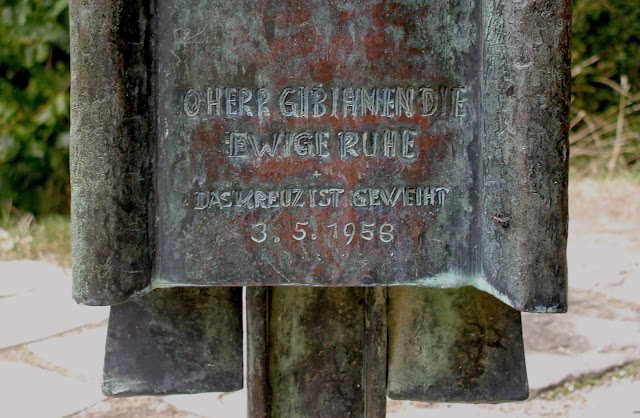 O HERR GIB IHNEN DIE
EWIGE RUHE
+
DAS KREUZ IST GEWEIHT
3. 5. 1958